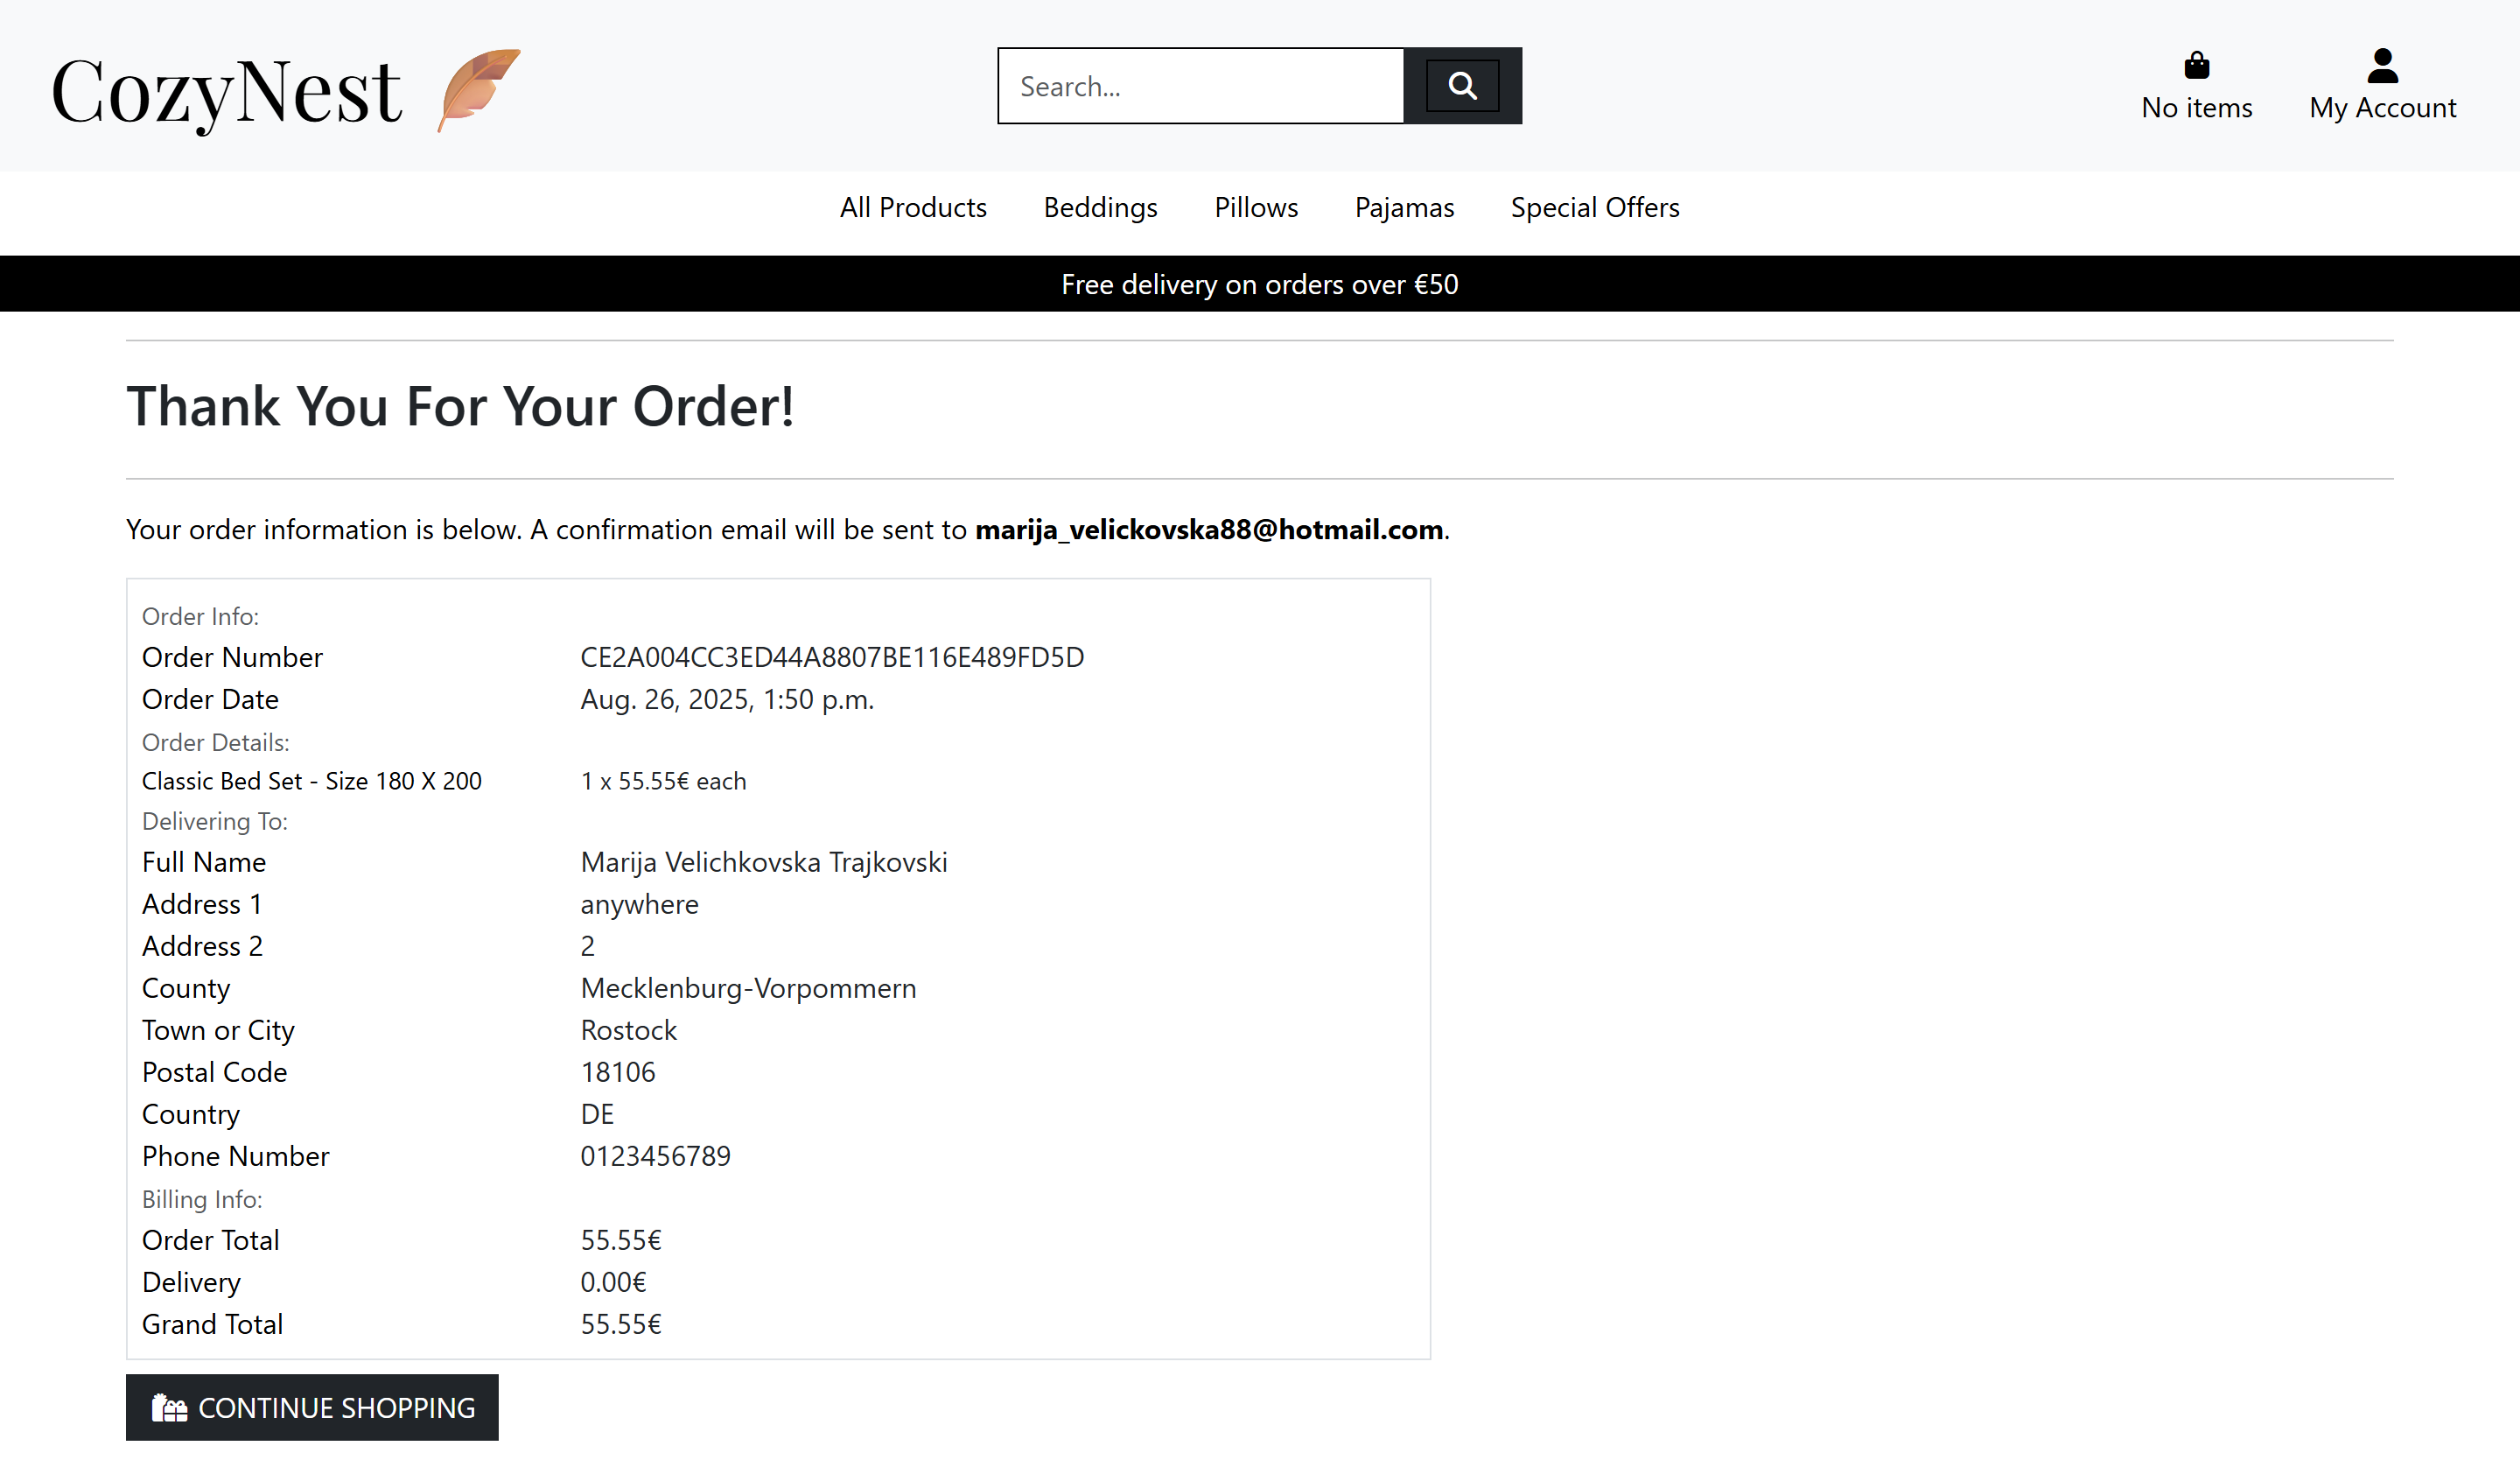 CozyNest
Search...
No items
My Account
All Products Beddings Pillows Pajamas Special Offers
Free delivery on orders over €50
Thank You For Your Order!
Your order information is below. A confirmation email will be sent to marija_velickovska88@hotmail.com.
Order Info:
Order Number CE2A004CC3ED44A8807BE116E489FD5D
Order Date Aug. 26, 2025, 1:50 p.m.
Order Details:
Classic Bed Set - Size 180 X 200 1 x 55.55€ each
Delivering To:
Full Name Marija Velichkovska Trajkovski
Address 1 anywhere
Address 2 2
County Mecklenburg-Vorpommern
Town or City Rostock
Postal Code 18106
Country DE
Phone Number 0123456789
Billing Info:
Order Total 55.55€
Delivery 0.00€
Grand Total 55.55€
CONTINUE SHOPPING